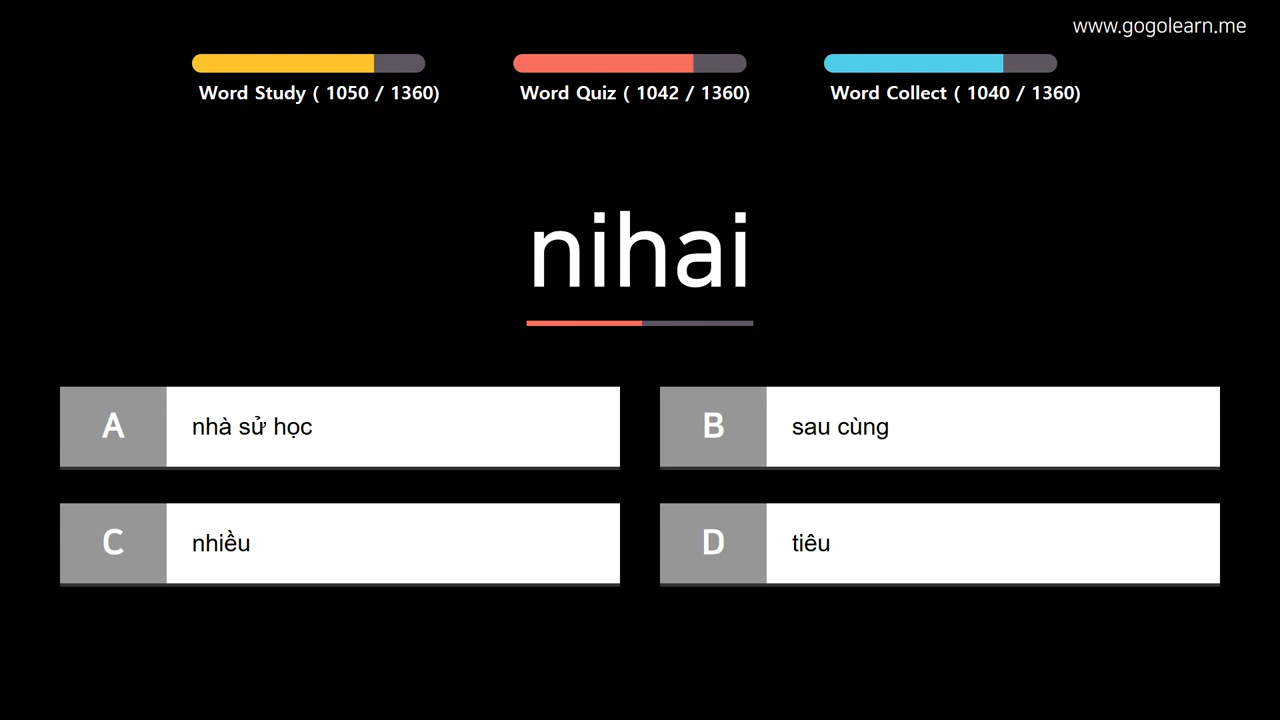 www.gogolearn.me
Word Study ( 1050 / 1360)
Word Quiz ( 1042 / 1360)
Word Collect ( 1040 / 1360)
nihai
A nhà sử học
B sau cùng
C nhiều
D tiêu